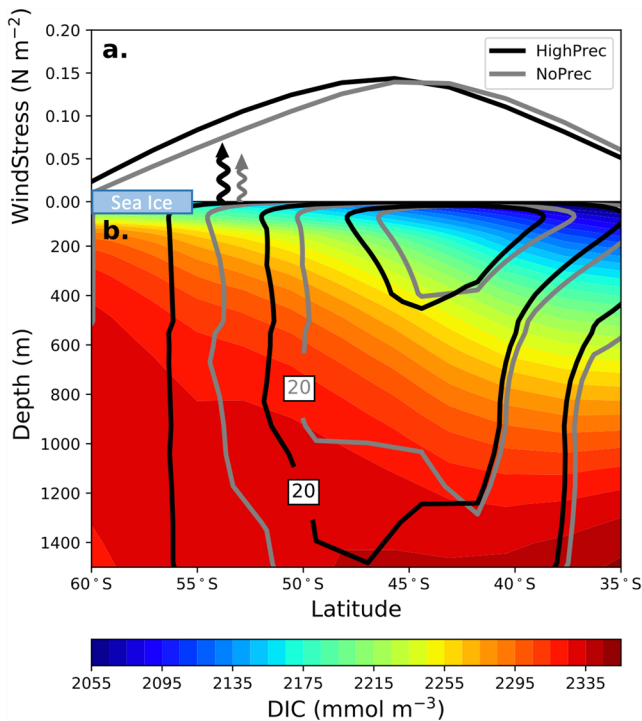 a.
HighPrec
NoPrec
WindStress (N m⁻²)
0.20
0.15
0.10
0.05
0.00
Sea Ice
b.
Depth (m)
200
400
600
800
1000
1200
1400
20
20
60°S
55°S
50°S
45°S
40°S
35°S
Latitude
2055
2095
2135
2175
2215
2255
2295
2335
DIC (mmol m⁻³)